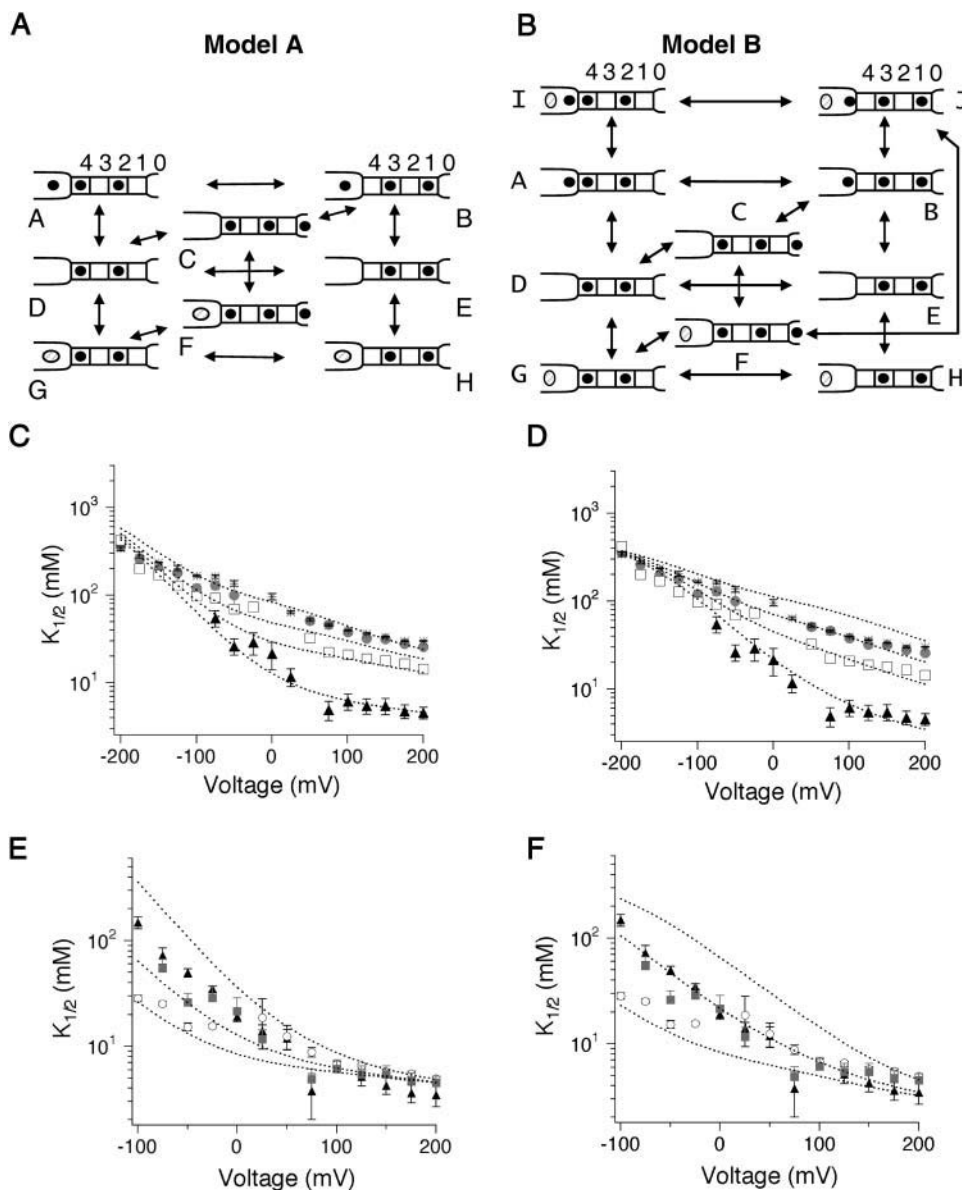 A
Model A
4 3 2 1 0
4 3 2 1 0
A
B
C
D
E
F
G
H
B
Model B
4 3 2 1 0
4 3 2 1 0
I
J
A
C
B
D
E
G
F
H
C
K1/2 (mM)
10³
10²
10¹
-200 -100 0 100 200
Voltage (mV)
D
K1/2 (mM)
10³
10²
10¹
-200 -100 0 100 200
Voltage (mV)
E
K1/2 (mM)
10²
10¹
-100 0 100 200
Voltage (mV)
F
K1/2 (mM)
10²
10¹
-100 0 100 200
Voltage (mV)